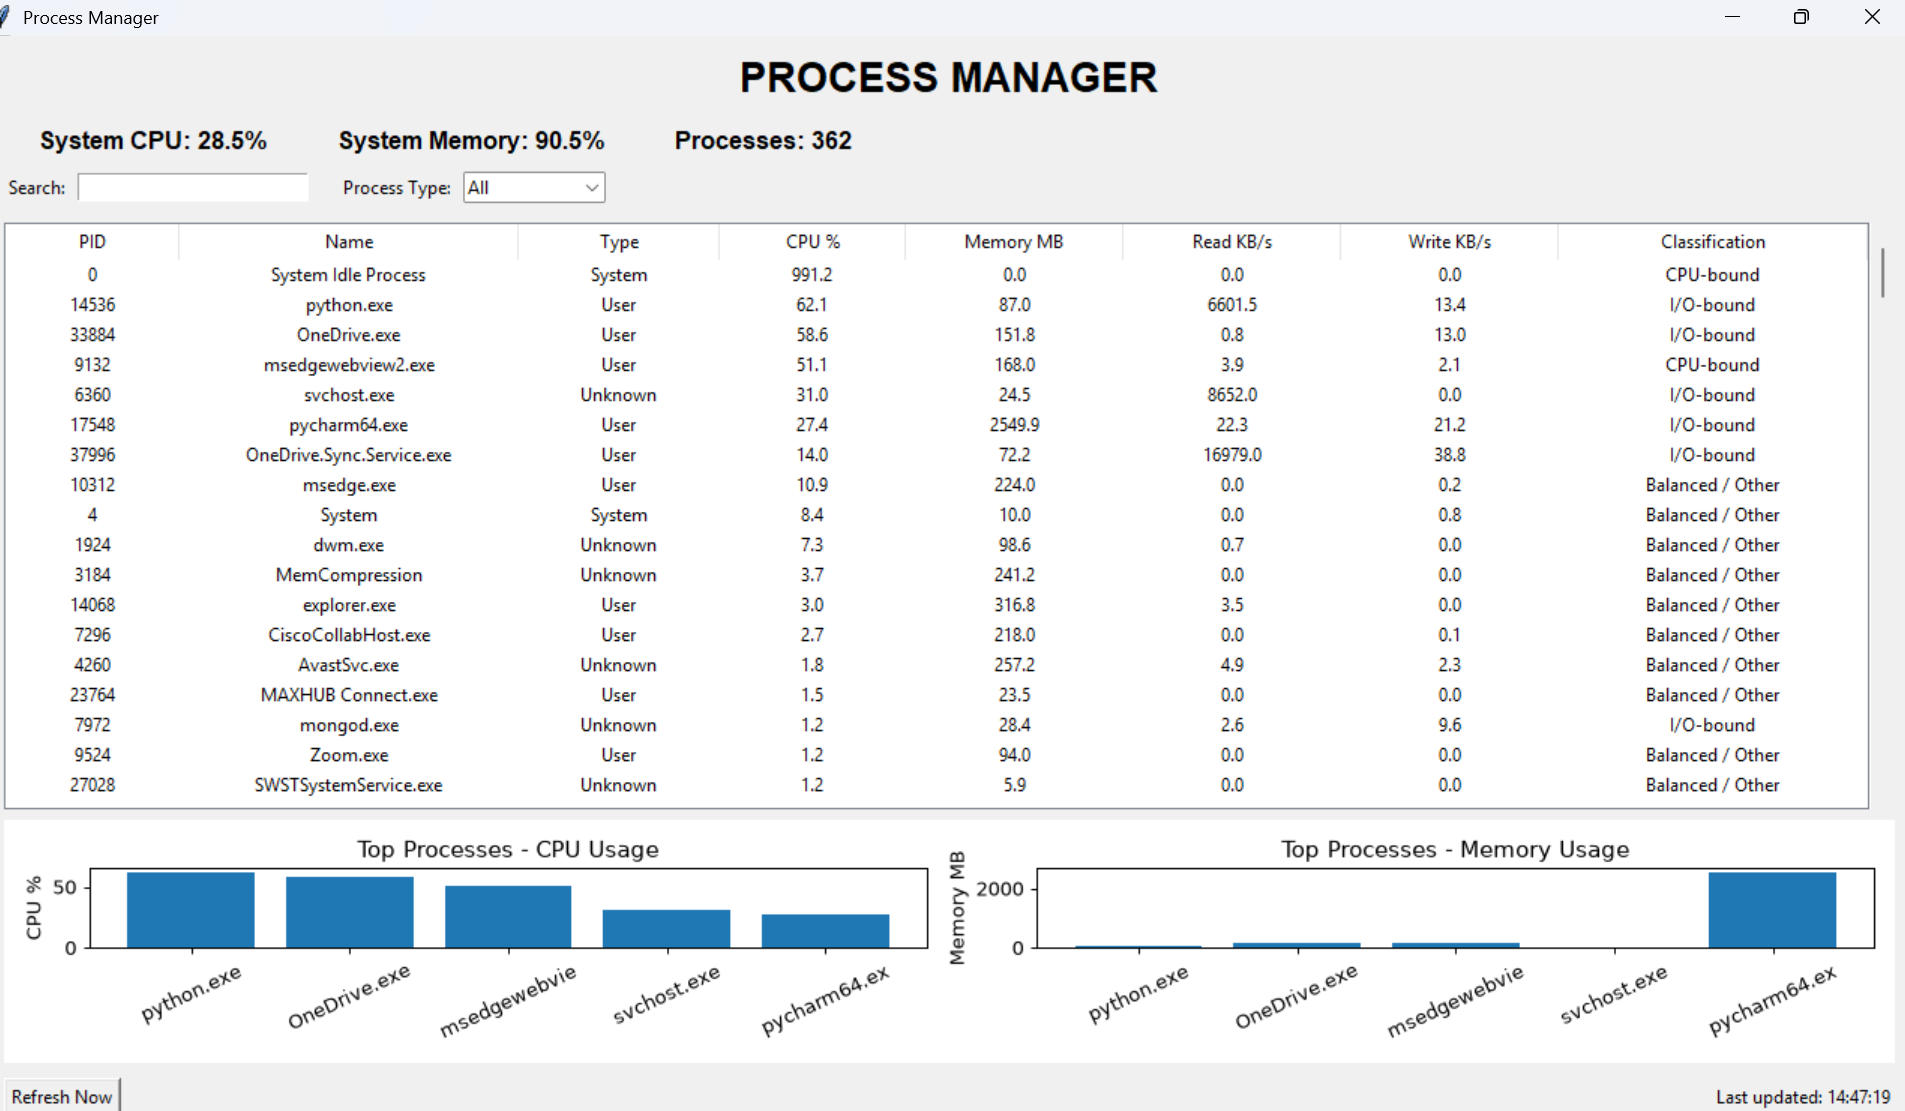 Process Manager
PROCESS MANAGER
System CPU: 28.5% System Memory: 90.5% Processes: 362
Search: Process Type: All
PID Name Type CPU % Memory MB Read KB/s Write KB/s Classification
0 System Idle Process System 991.2 0.0 0.0 0.0 CPU-bound
14536 python.exe User 62.1 87.0 6601.5 13.4 I/O-bound
33884 OneDrive.exe User 58.6 151.8 0.8 13.0 I/O-bound
9132 msedgewebview2.exe User 51.1 168.0 3.9 2.1 CPU-bound
6360 svchost.exe Unknown 31.0 24.5 8652.0 0.0 I/O-bound
17548 pycharm64.exe User 27.4 2549.9 22.3 21.2 I/O-bound
37996 OneDrive.Sync.Service.exe User 14.0 72.2 16979.0 38.8 I/O-bound
10312 msedge.exe User 10.9 224.0 0.0 0.2 Balanced / Other
4 System System 8.4 10.0 0.0 0.8 Balanced / Other
1924 dwm.exe Unknown 7.3 98.6 0.7 0.0 Balanced / Other
3184 MemCompression Unknown 3.7 241.2 0.0 0.0 Balanced / Other
14068 explorer.exe User 3.0 316.8 3.5 0.0 Balanced / Other
7296 CiscoCollabHost.exe User 2.7 218.0 0.0 0.1 Balanced / Other
4260 AvastSvc.exe Unknown 1.8 257.2 4.9 2.3 Balanced / Other
23764 MAXHUB Connect.exe User 1.5 23.5 0.0 0.0 Balanced / Other
7972 mongod.exe Unknown 1.2 28.4 2.6 9.6 I/O-bound
9524 Zoom.exe User 1.2 94.0 0.0 0.0 Balanced / Other
27028 SWSTSystemService.exe Unknown 1.2 5.9 0.0 0.0 Balanced / Other
Top Processes - CPU Usage
CPU %
50
0
python.exe OneDrive.exe msedgewebvie svchost.exe pycharm64.ex
Top Processes - Memory Usage
Memory MB
2000
0
python.exe OneDrive.exe msedgewebvie svchost.exe pycharm64.ex
Refresh Now
Last updated: 14:47:19